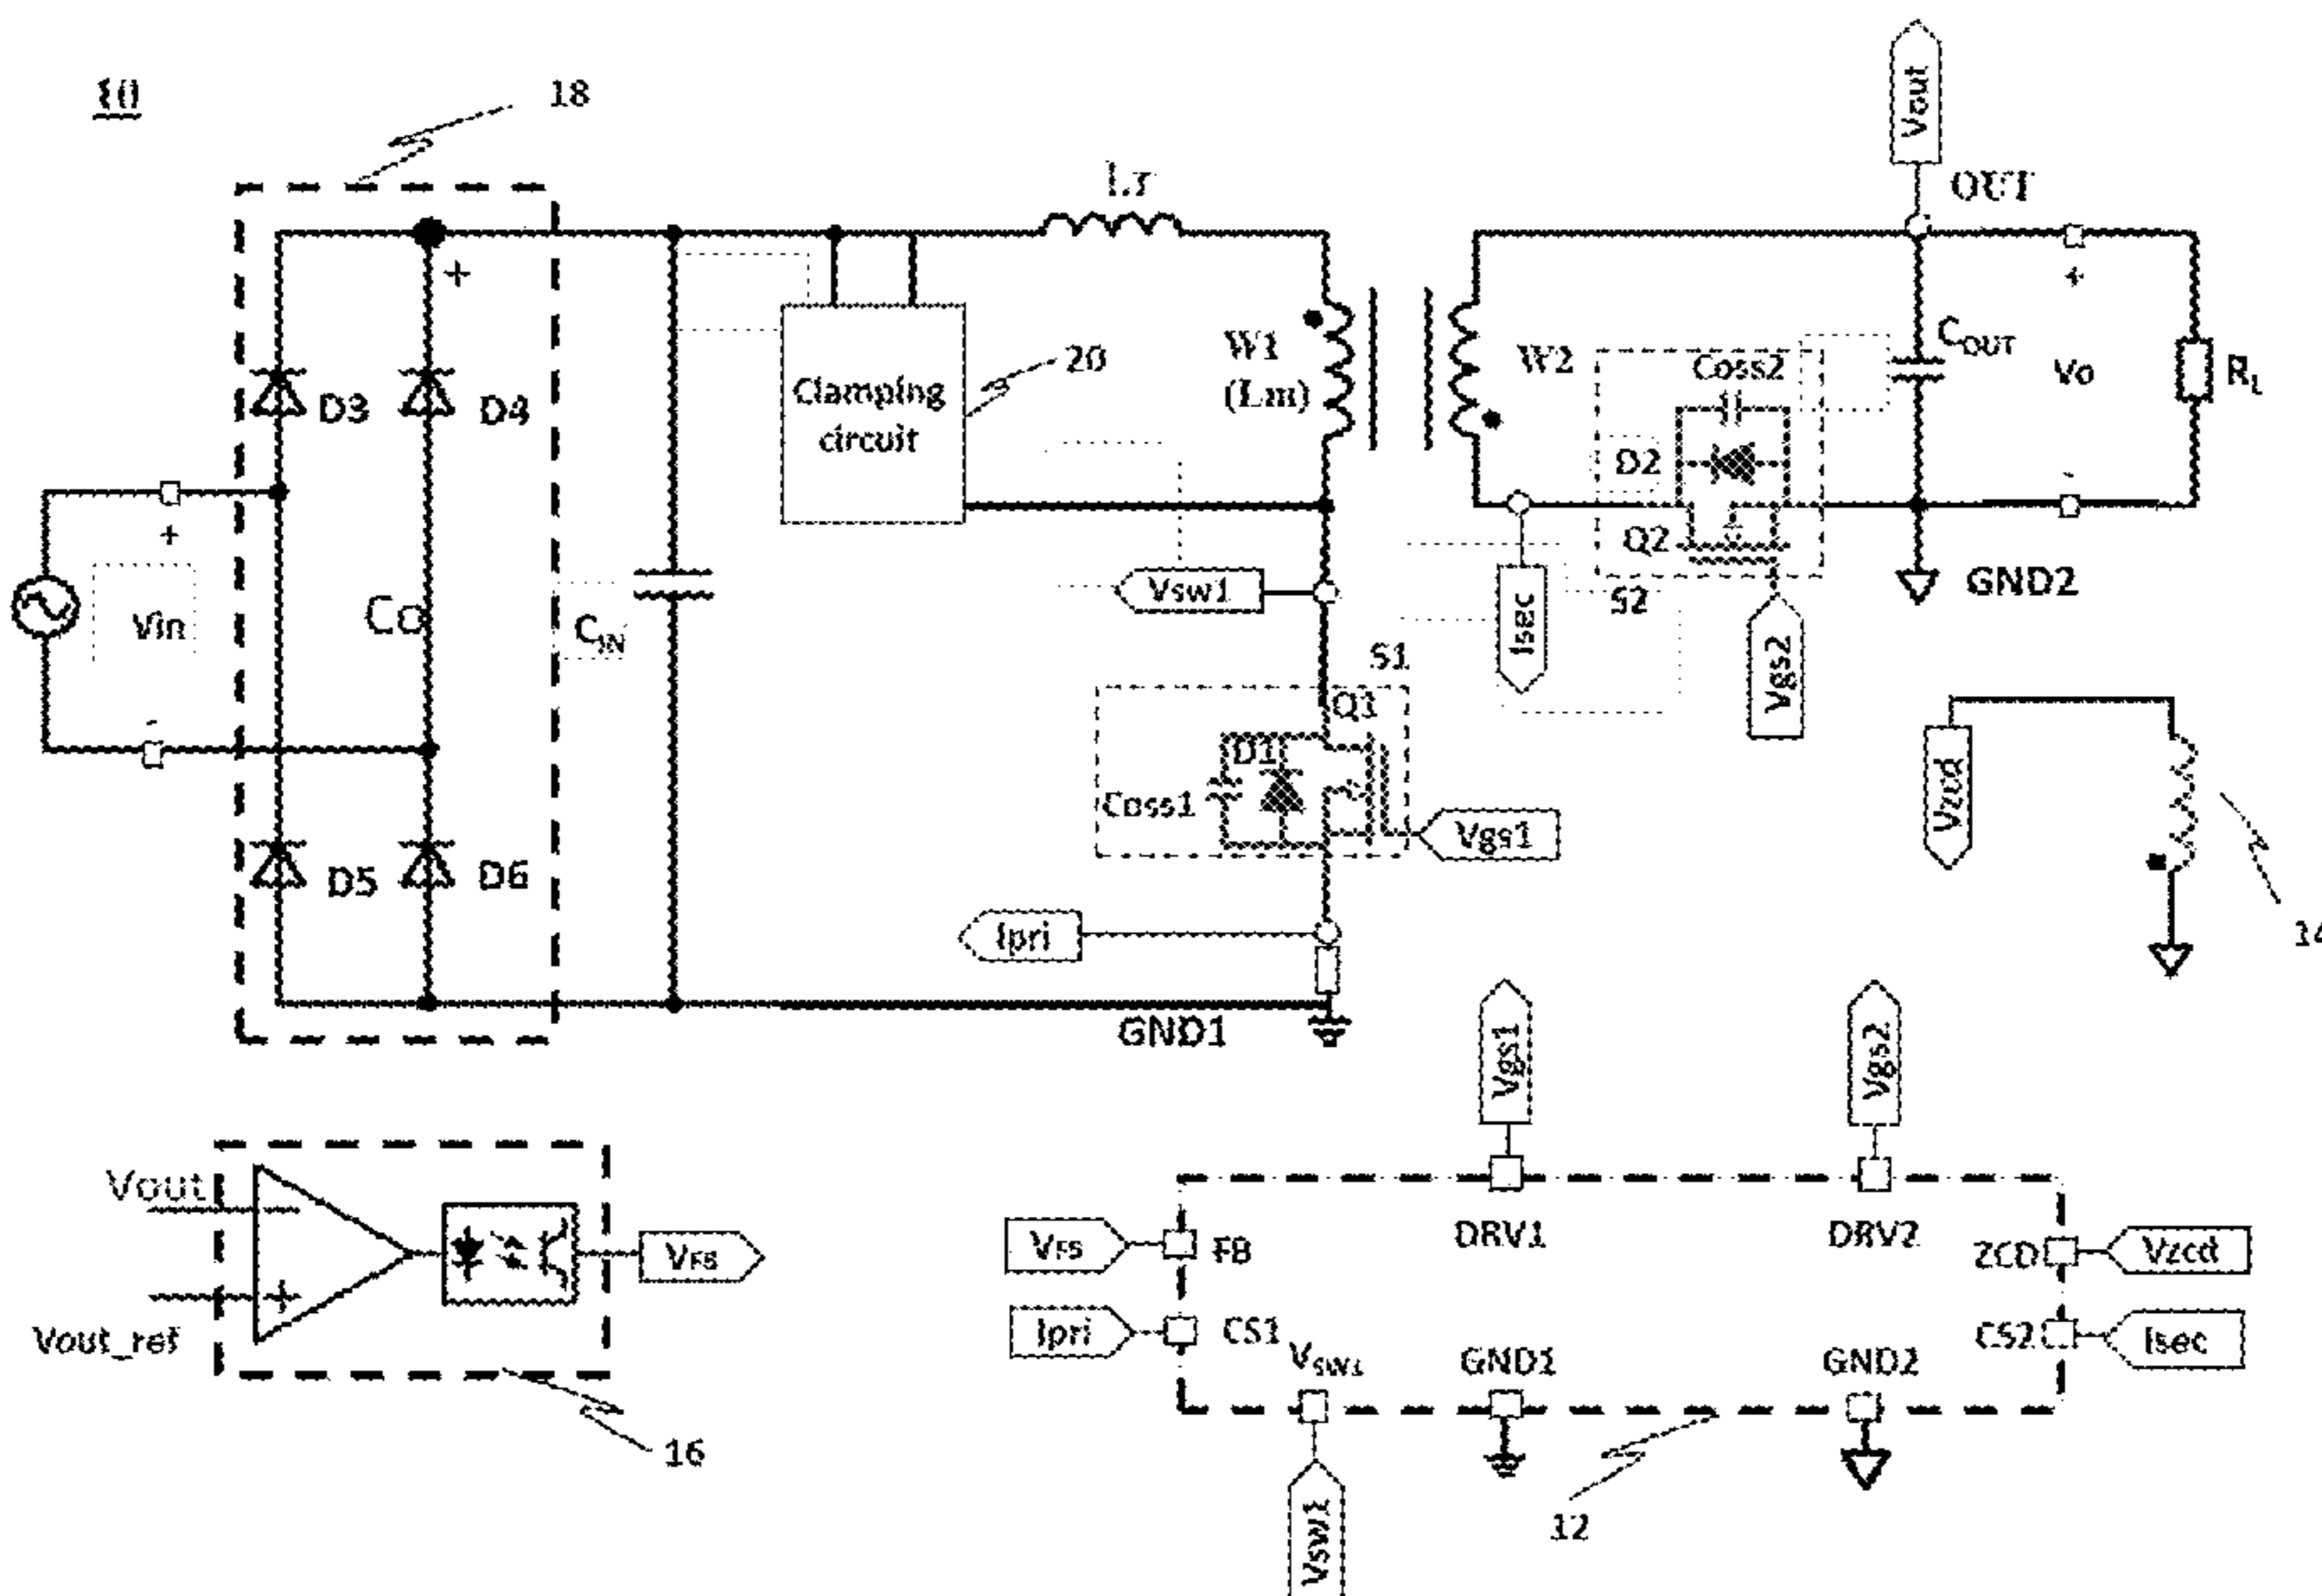 10
18
Vout
Lr
OUT
+
+
W1
(Lm)
W2
Coss2
COUT
Vo
RL
20
Clamping
circuit
D3
D4
D2
-
Q2
GND2
S2
+
Vin
Co
CIN
Vsw1
Isec
Vgs2
S1
Q1
D1
Coss1
Vgs1
Vzcd
-
D5
D6
Ipri
GND1
Vgs1
Vgs2
Vout
Vout_ref
VFB
16
VFB
FB
DRV1
DRV2
ZCD
Vzcd
Ipri
CS1
VSW1
GND1
GND2
CS2
Isec
12
Vsw1